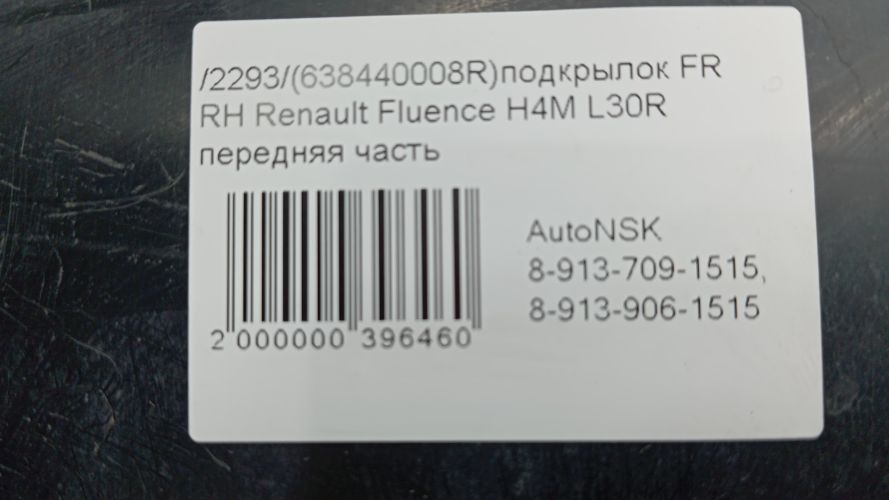 /2293/(638440008R)подкрылок FR
RH Renault Fluence H4M L30R
передняя часть
AutoNSK
8-913-709-1515,
8-913-906-1515
2 000000 396460